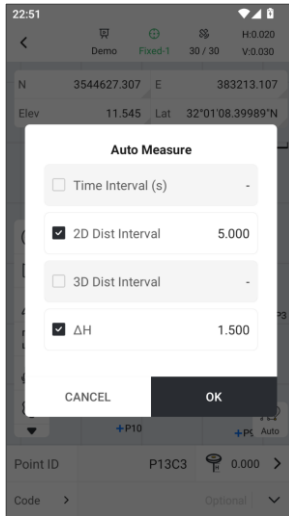 22:51
Demo Fixed-1 30 / 30 H:0.020
V:0.030
N 3544627.307 E 383213.107
Elev 11.545 Lat 32°01'08.39989"N
Auto Measure
Time Interval (s) -
2D Dist Interval 5.000
3D Dist Interval -
ΔH 1.500
CANCEL OK
+P10 Auto
Point ID P13C3 0.000
Code Optional